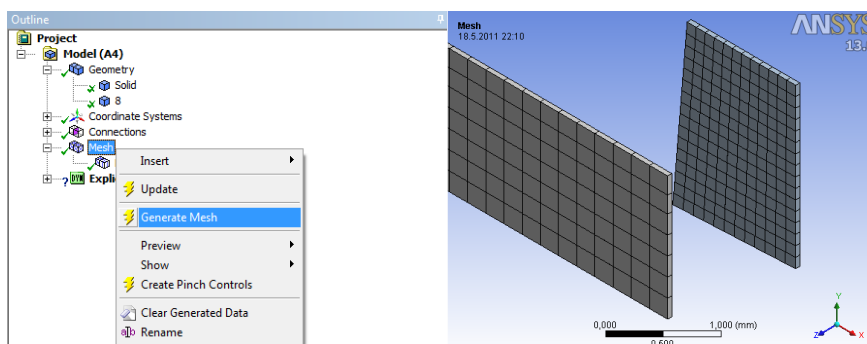 Outline
Project
Model (A4)
Geometry
Solid
8
Coordinate Systems
Connections
Mesh
Insert
Update
Generate Mesh
Preview
Show
Create Pinch Controls
Clear Generated Data
Rename
Mesh
18.5.2011 22:10
ANSYS
13.
0,000
1,000 (mm)
0,500
Y
Z
X